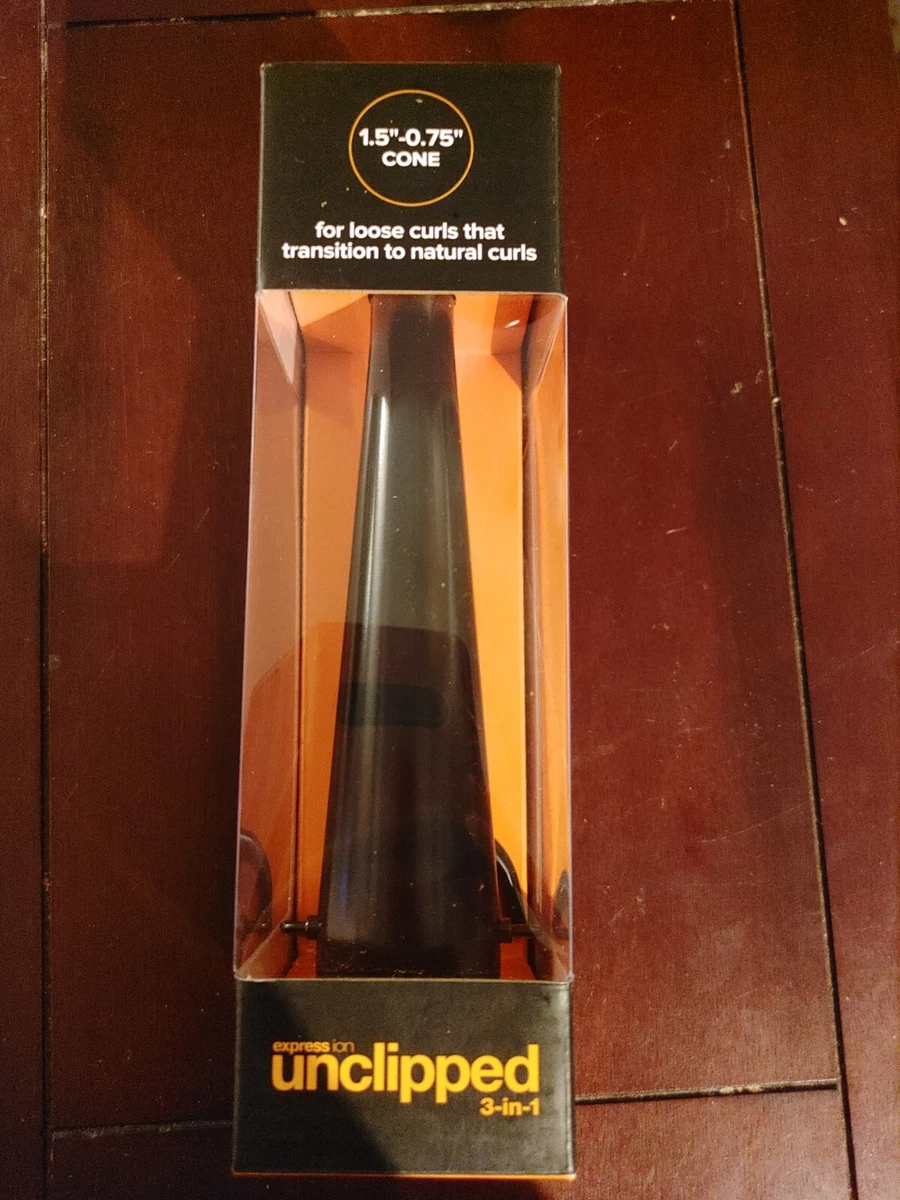 1.5"-0.75"
CONE
for loose curls that
transition to natural curls
express ion
unclipped
3-in-1